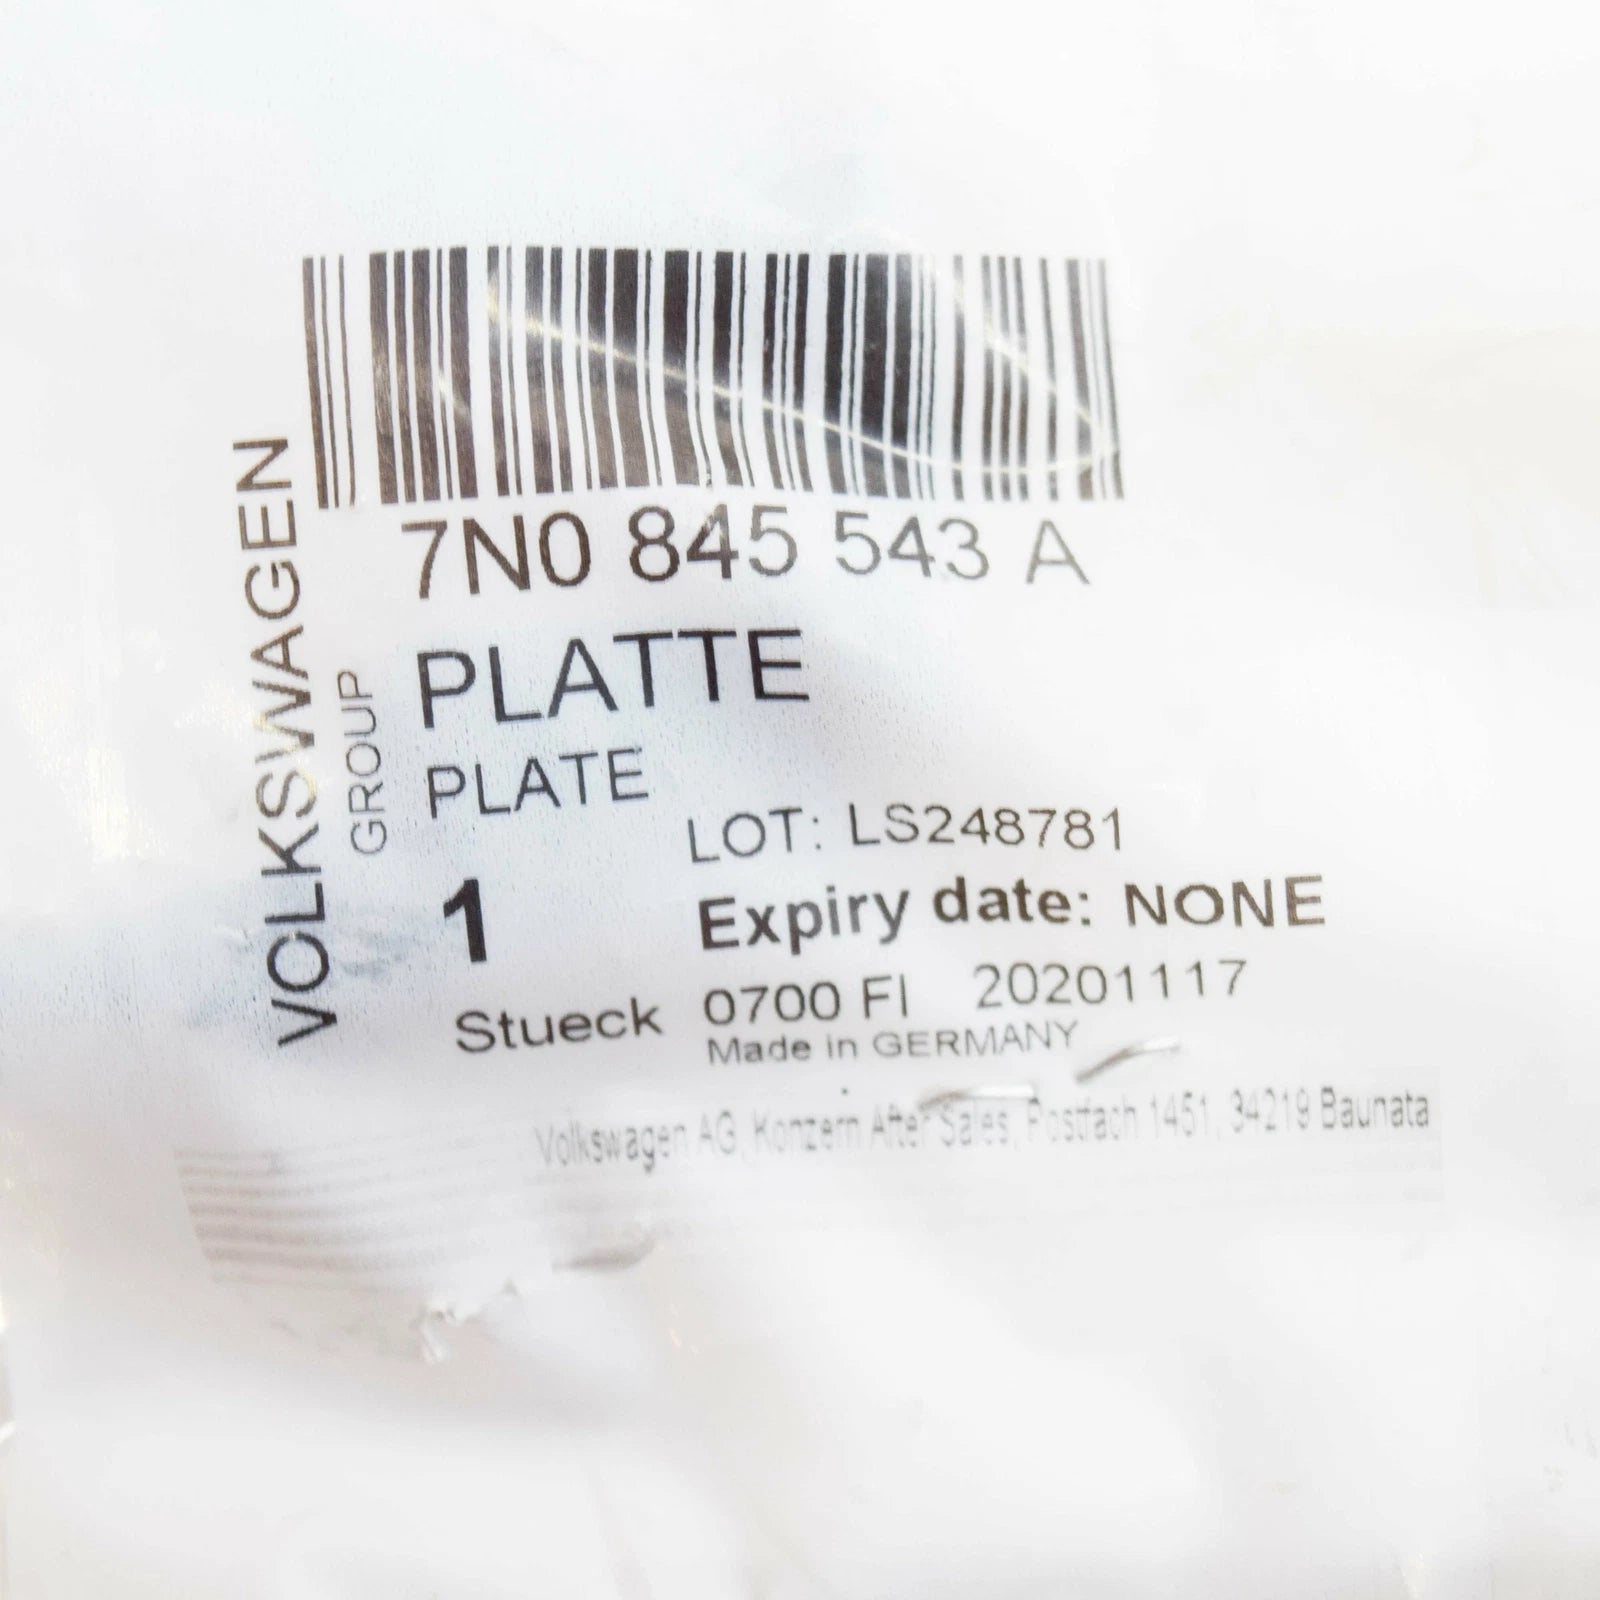 VOLKSWAGEN
GROUP
7N0 845 543 A
PLATTE
PLATE
LOT: LS248781
1
Expiry date: NONE
Stueck 0700 FI 20201117
Made in GERMANY
Volkswagen AG, Konzern After Sales, Postfach 1451, 34219 Baunata